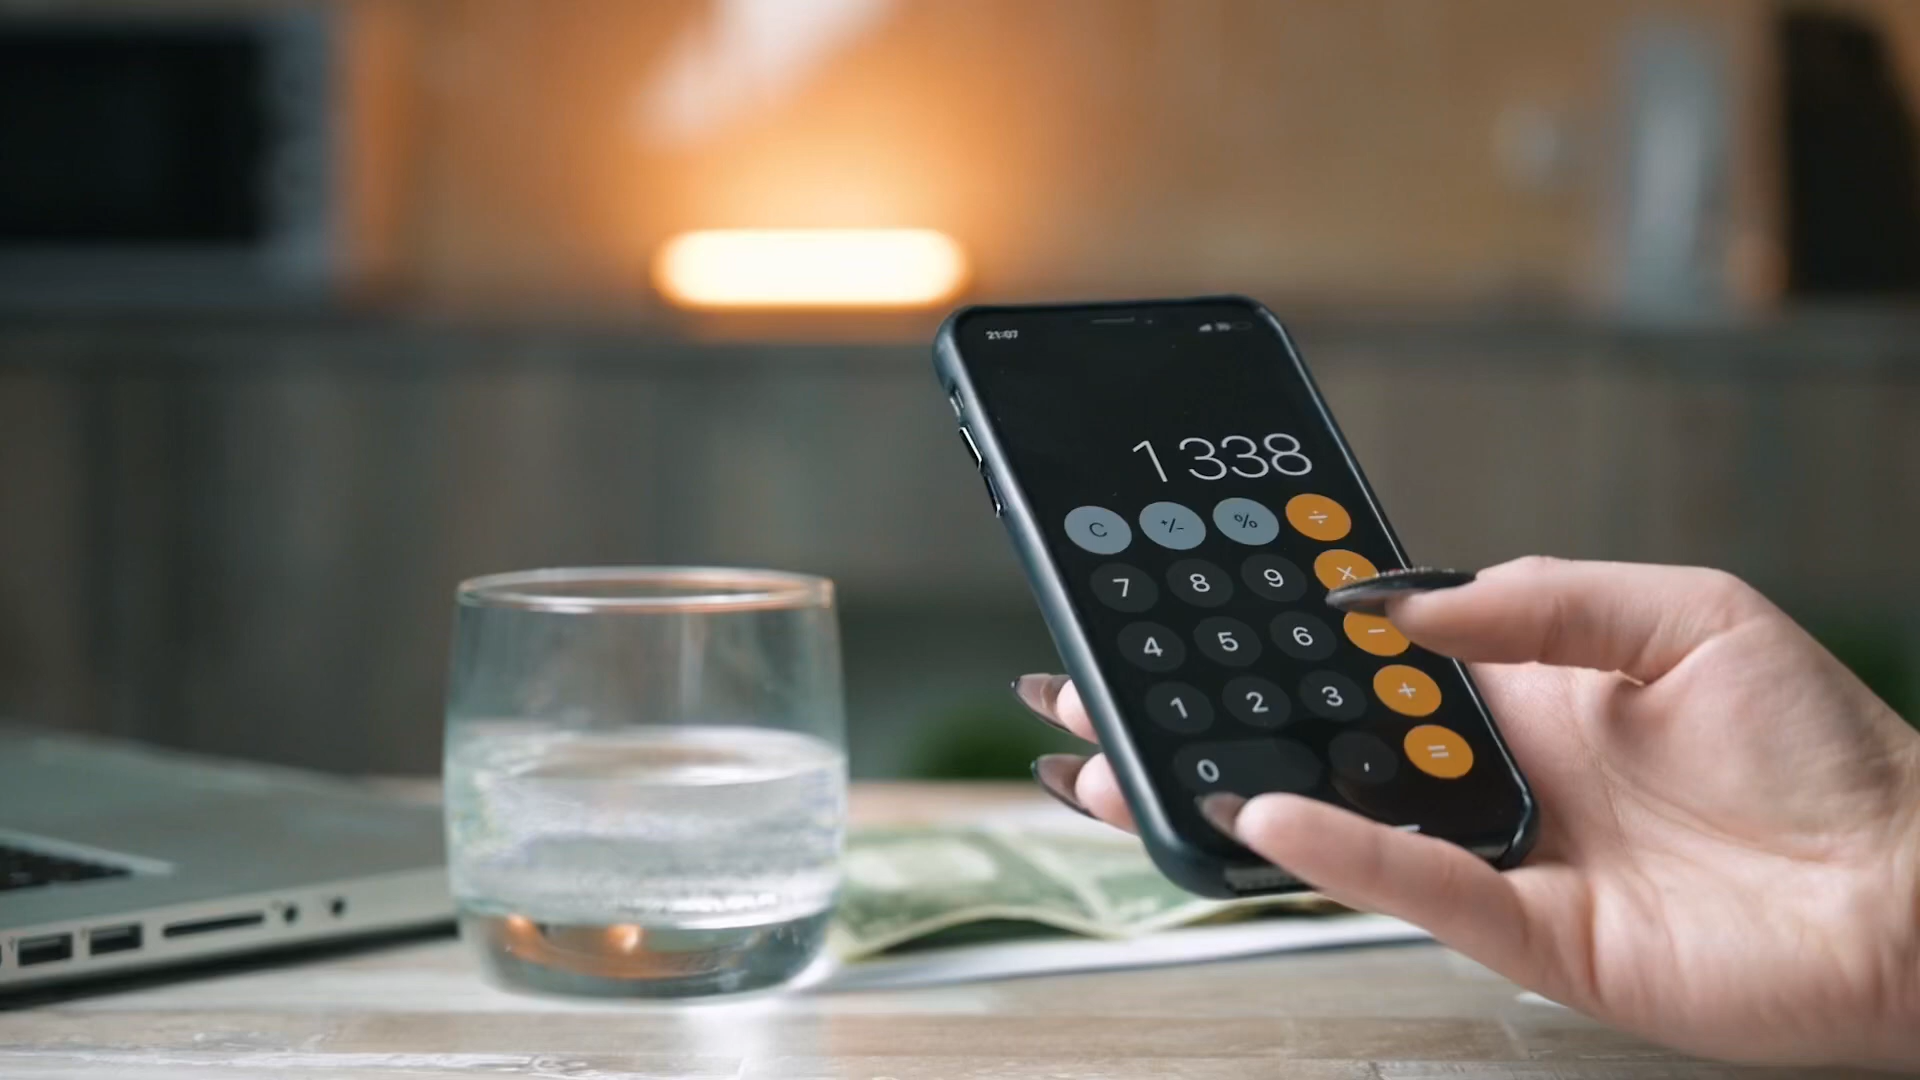 21:07
1 338
C +/- % ÷
7 8 9 ×
4 5 6 −
1 2 3 +
0 , =